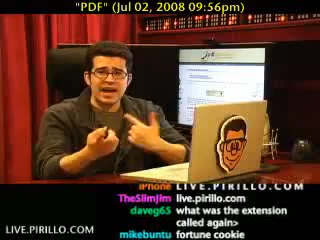 "PDF" (Jul 02, 2008 09:56pm)
iPhone LIVE.PIRILLO.COM
TheSlimJim live.pirillo.com
daveg65 what was the extension
called again>
mikebuntu fortune cookie
LIVE.PIRILLO.COM